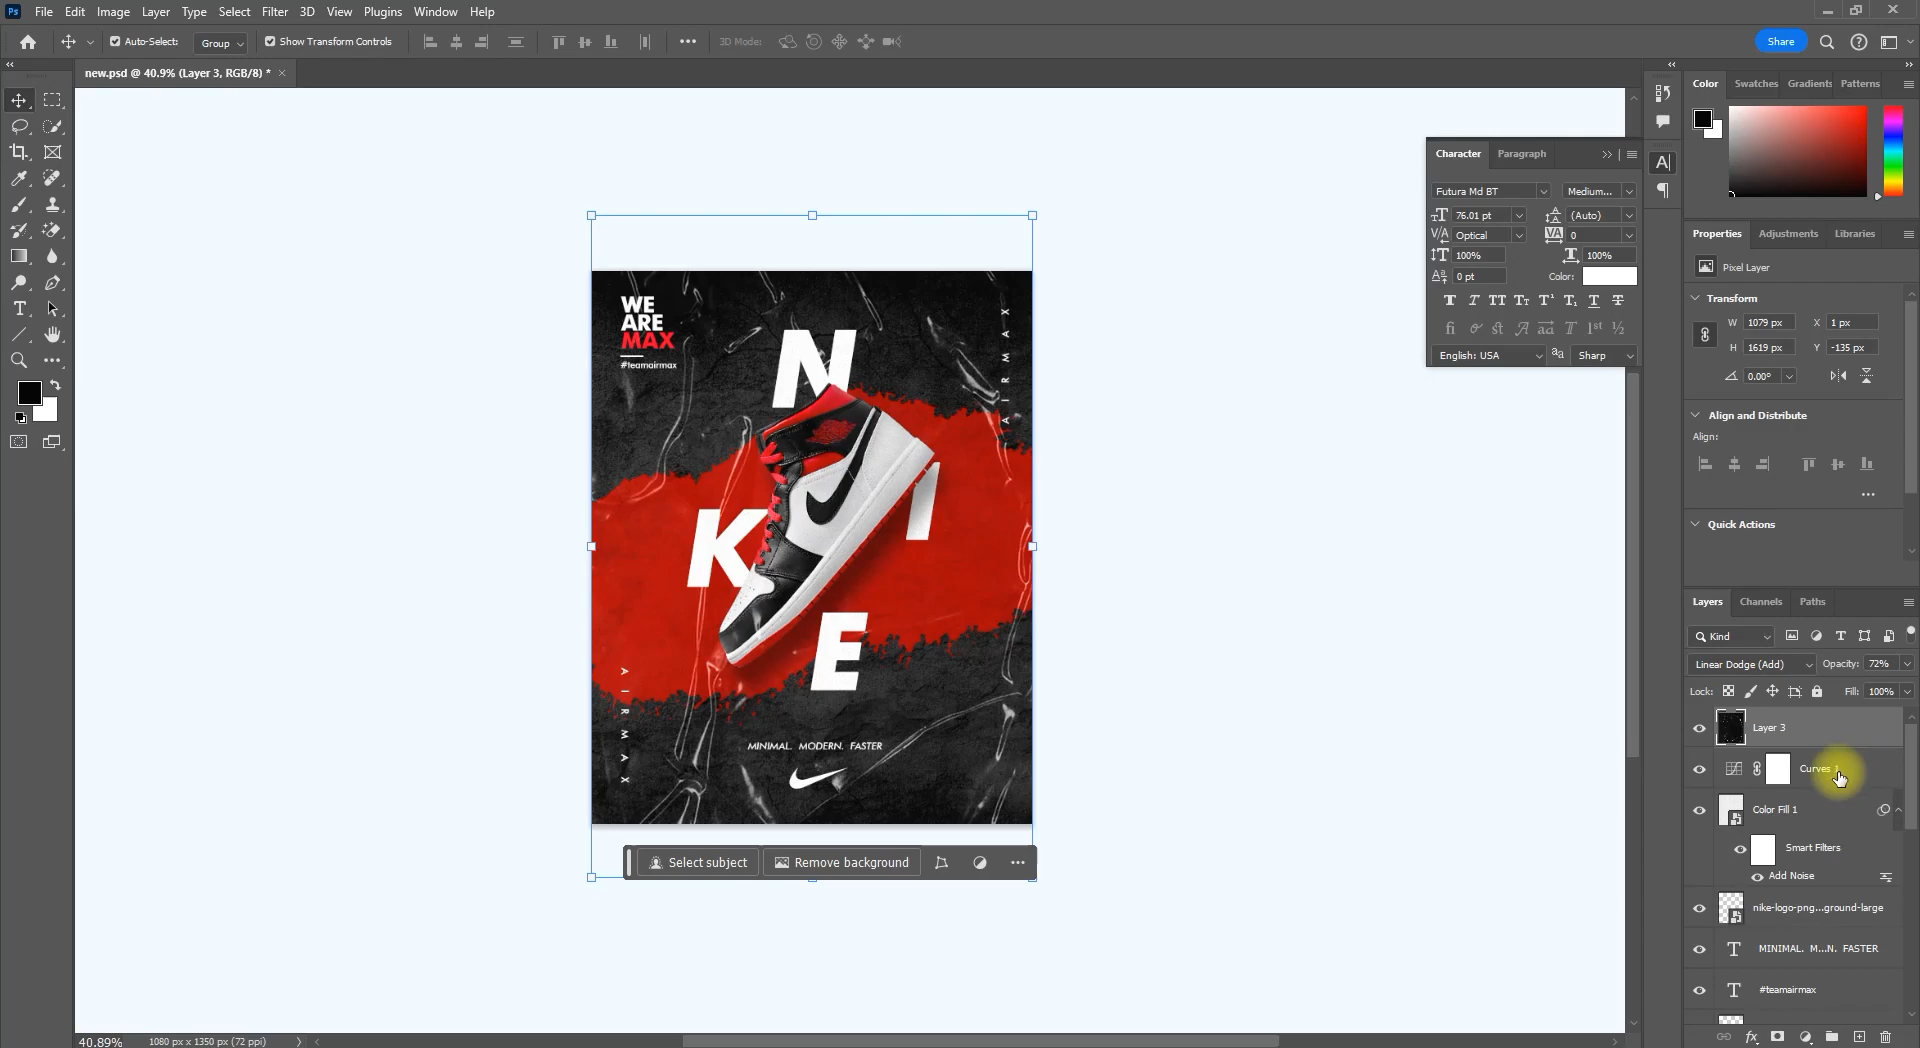 Ps File Edit Image Layer Type Select Filter 3D View Plugins Window Help
Auto-Select: Group Show Transform Controls 3D Mode: Share
new.psd @ 40.9% (Layer 3, RGB/8) *
Color Swatches Gradients Patterns
Character Paragraph
Futura Md BT Medium...
76.01 pt (Auto)
Optical 0
100% 100%
0 pt Color:
English: USA aa Sharp
Properties Adjustments Libraries
Pixel Layer
Transform
W 1079 px X 1 px
H 1619 px Y -135 px
0.00°
Align and Distribute
Align:
Quick Actions
WE
ARE
MAX
#teamairmax
AIRMAX
N
I
K
E
AIRMAX
MINIMAL. MODERN. FASTER
Select subject Remove background
Layers Channels Paths
Kind
Linear Dodge (Add) Opacity: 72%
Lock: Fill: 100%
Layer 3
Curves 1
Color Fill 1
Smart Filters
Add Noise
nike-logo-png...ground-large
T MINIMAL. M...N. FASTER
T #teamairmax
40.89% 1080 px x 1350 px (72 ppi)